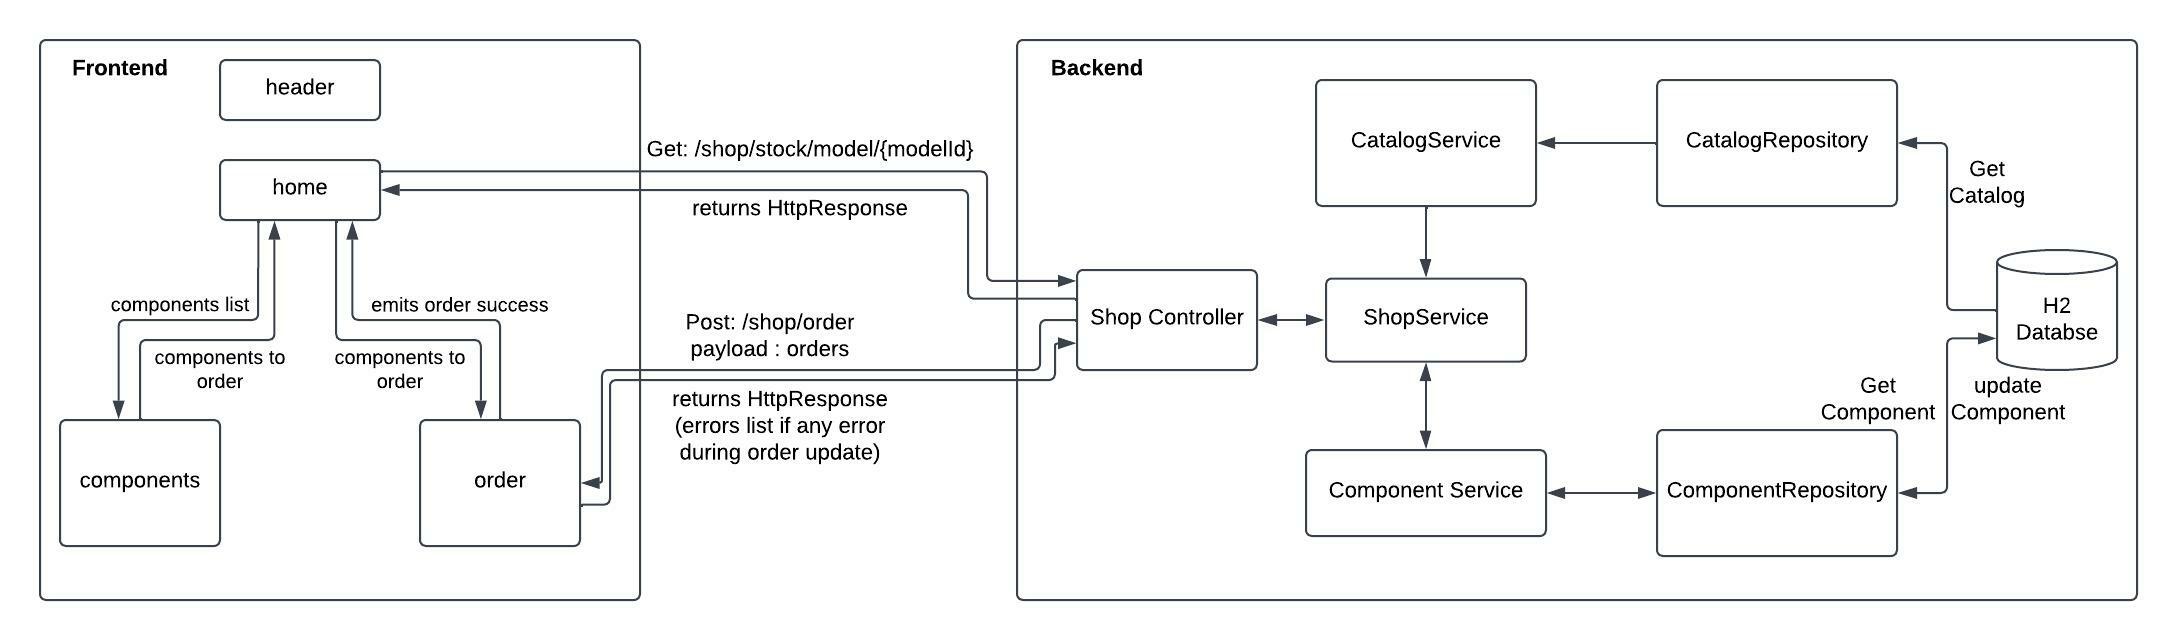 Frontend
header
home
components list
emits order success
components to
order
components to
order
components
order
Get: /shop/stock/model/{modelId}
returns HttpResponse
Post: /shop/order
payload : orders
returns HttpResponse
(errors list if any error
during order update)
Backend
CatalogService
CatalogRepository
Get
Catalog
Shop Controller
ShopService
H2
Databse
Get
Component
update
Component
Component Service
ComponentRepository